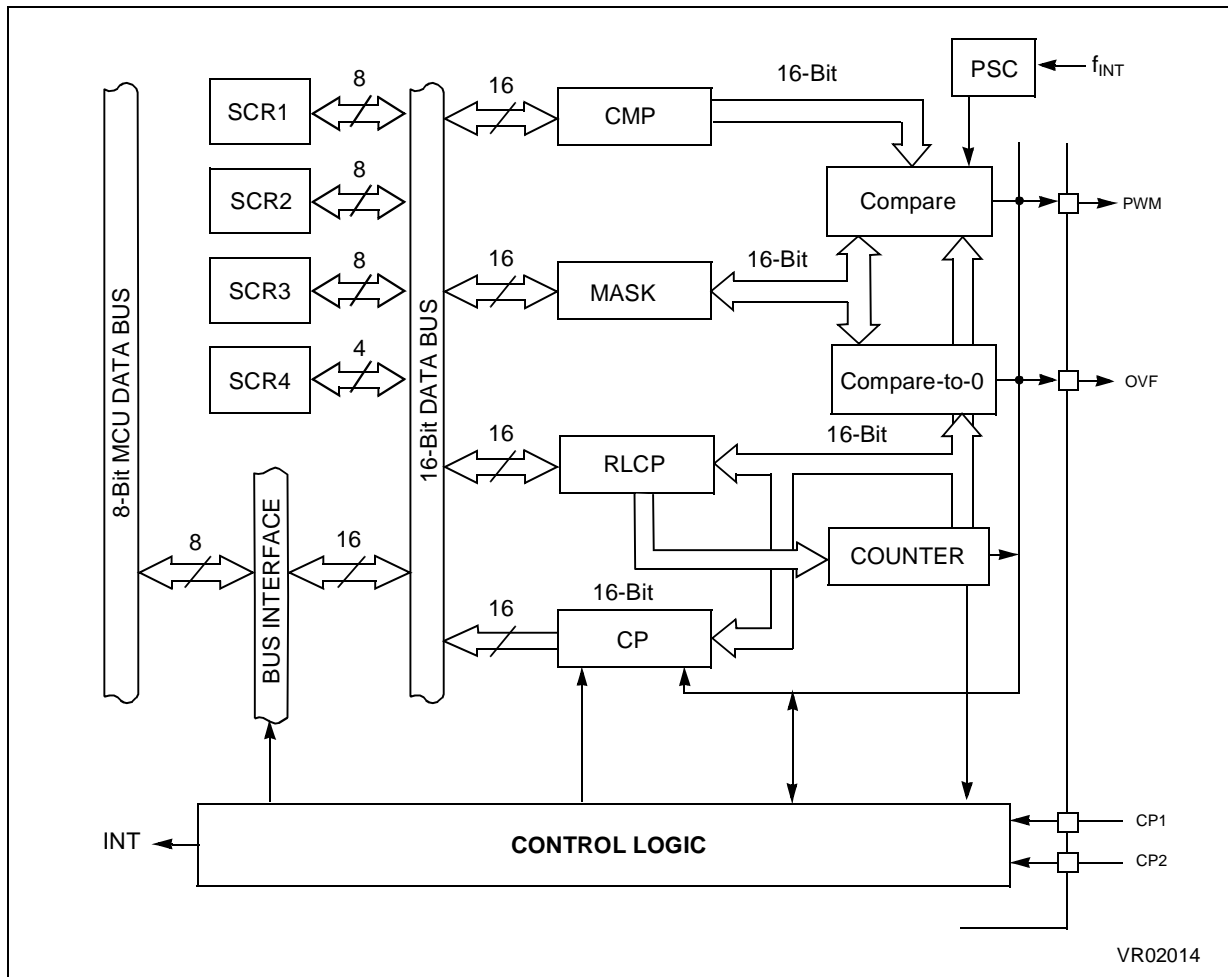 16-Bit
PSC
fINT
8
16
SCR1
CMP
8
SCR2
Compare
PWM
8
16
16-Bit
SCR3
MASK
4
SCR4
Compare-to-0
OVF
8-Bit MCU DATA BUS
16-Bit DATA BUS
16
16-Bit
RLCP
8
16
COUNTER
BUS INTERFACE
16
16-Bit
CP
INT
CONTROL LOGIC
CP1
CP2
VR02014